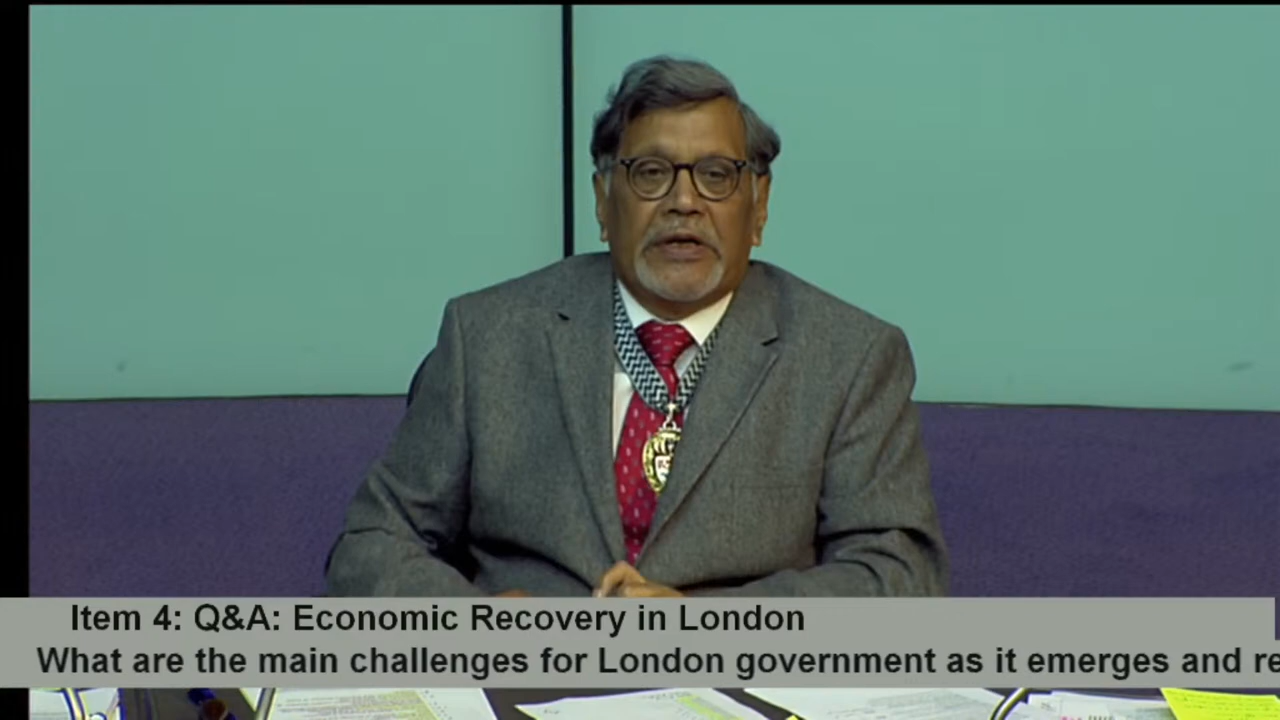 Item 4: Q&A: Economic Recovery in London
What are the main challenges for London government as it emerges and re